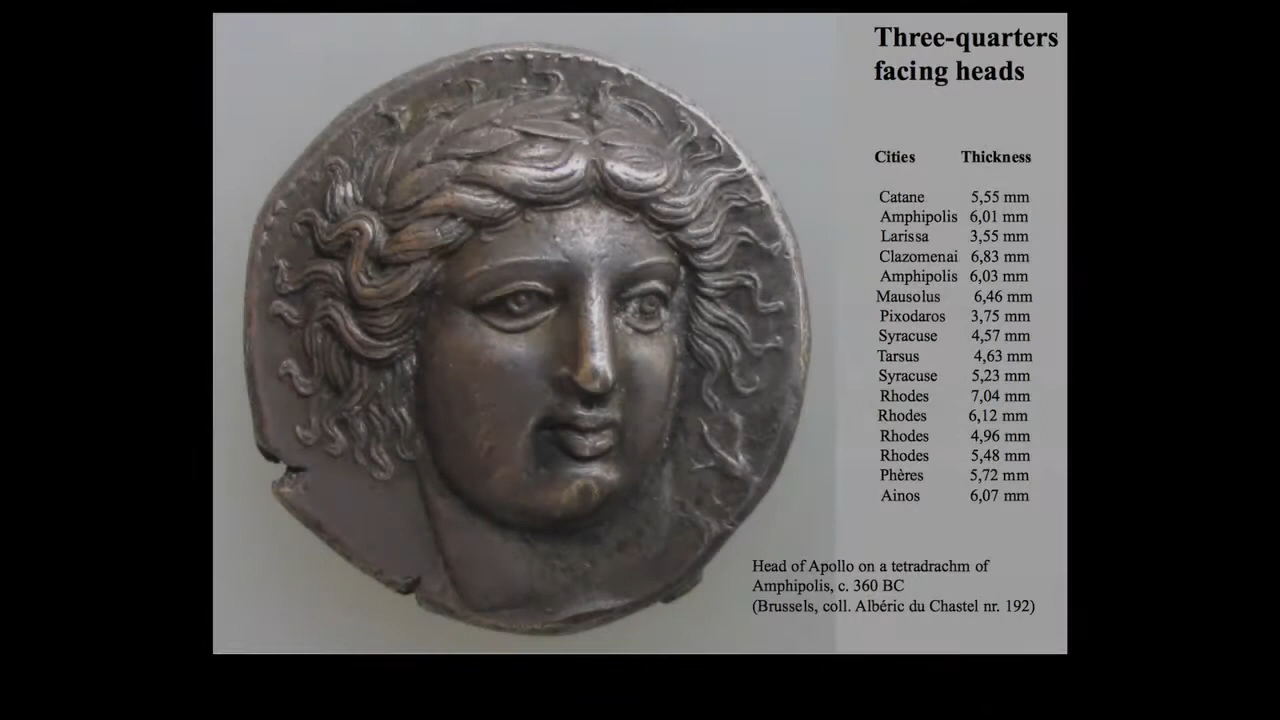 Three-quarters
facing heads
Cities Thickness
Catane 5,55 mm
Amphipolis 6,01 mm
Larissa 3,55 mm
Clazomenai 6,83 mm
Amphipolis 6,03 mm
Mausolus 6,46 mm
Pixodaros 3,75 mm
Syracuse 4,57 mm
Tarsus 4,63 mm
Syracuse 5,23 mm
Rhodes 7,04 mm
Rhodes 6,12 mm
Rhodes 4,96 mm
Rhodes 5,48 mm
Phères 5,72 mm
Ainos 6,07 mm
Head of Apollo on a tetradrachm of
Amphipolis, c. 360 BC
(Brussels, coll. Albéric du Chastel nr. 192)